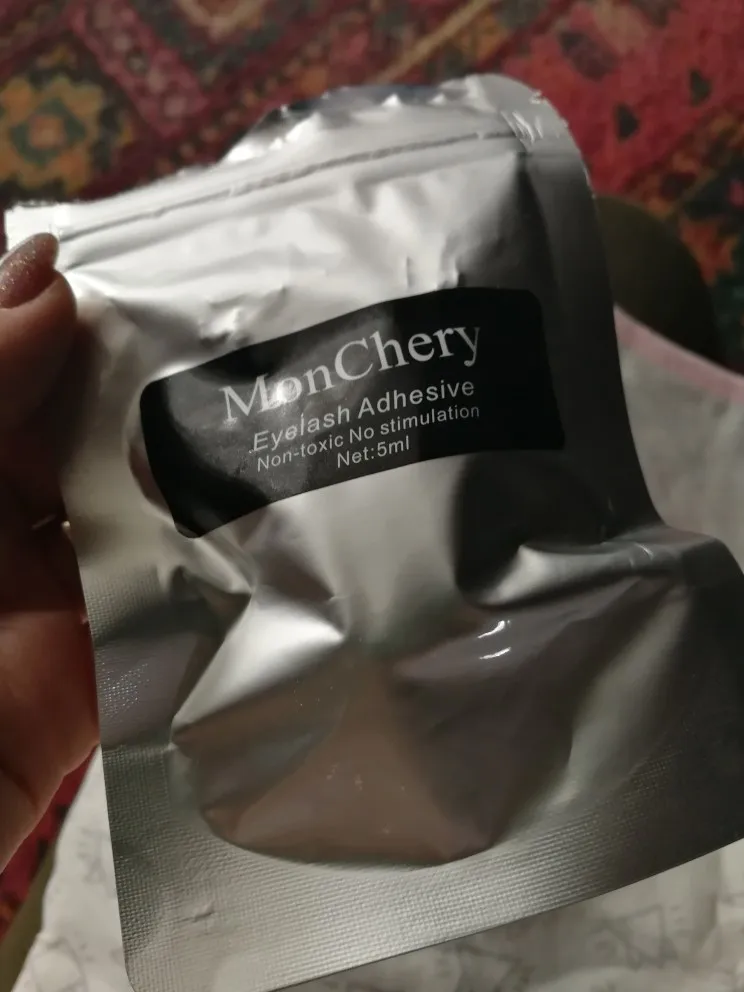 MonChery
Eyelash Adhesive
Non-toxic No stimulation
Net:5ml